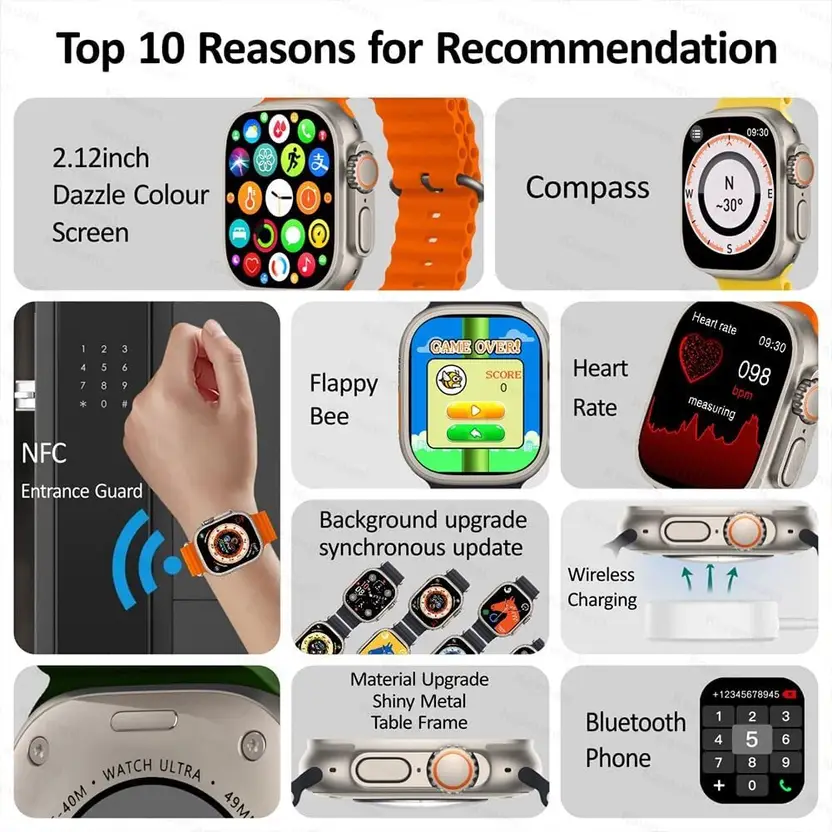 Top 10 Reasons for Recommendation
2.12inch
Dazzle Colour
Screen
Compass
09:30
N
W
E
~30°
S
1 2 3
4 5 6
7 8 9
* 0 #
NFC
Entrance Guard
Flappy
Bee
GAME OVER!
SCORE
0
Heart
Rate
Heart rate
09:30
098
bpm
measuring
Background upgrade
synchronous update
Wireless
Charging
-40M • WATCH ULTRA • 49M
Material Upgrade
Shiny Metal
Table Frame
Bluetooth
Phone
+12345678945
1 2 3
4 5 6
7 8 9
+ 0